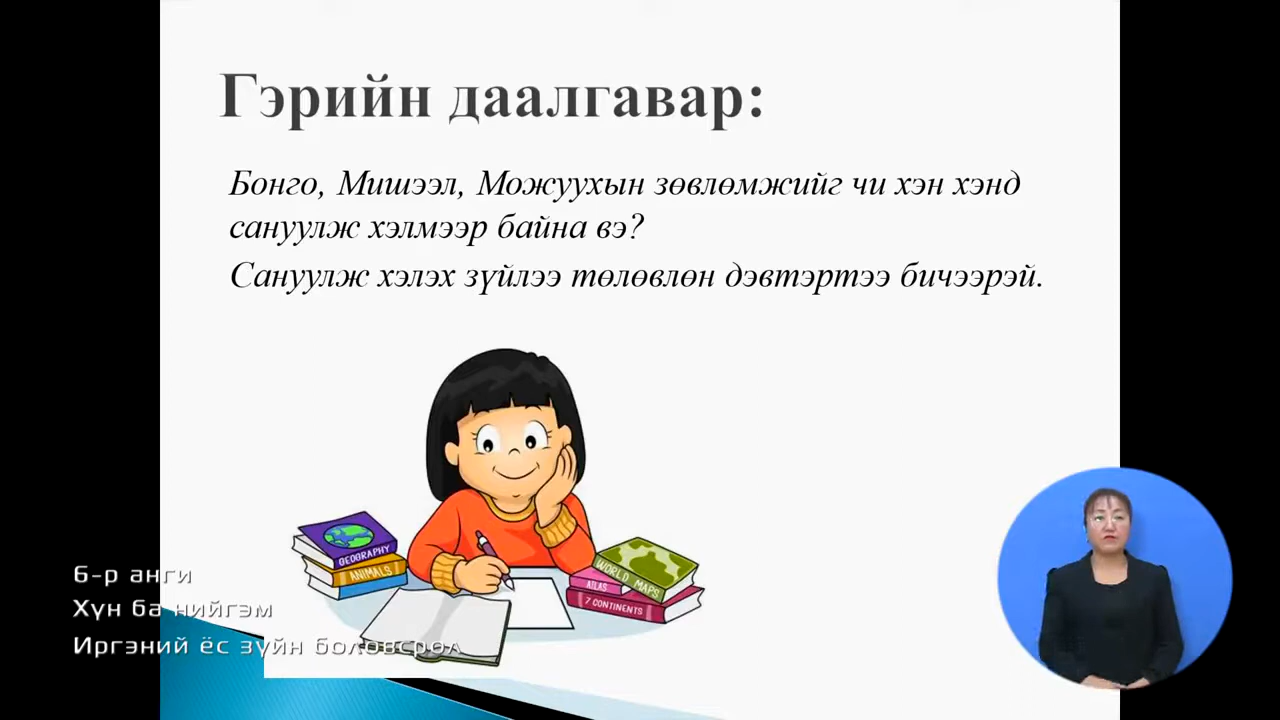 Гэрийн даалгавар:
Бонго, Мишээл, Можуухын зөвлөмжийг чи хэн хэнд
сануулж хэлмээр байна вэ?
Сануулж хэлэх зүйлээ төлөвлөн дэвтэртээ бичээрэй.
GEOGRAPHY
ANIMALS
WORLD MAPS
ATLAS
7 CONTINENTS
6-р анги
Хүн ба нийгэм
Иргэний ёс зүйн боловсрол